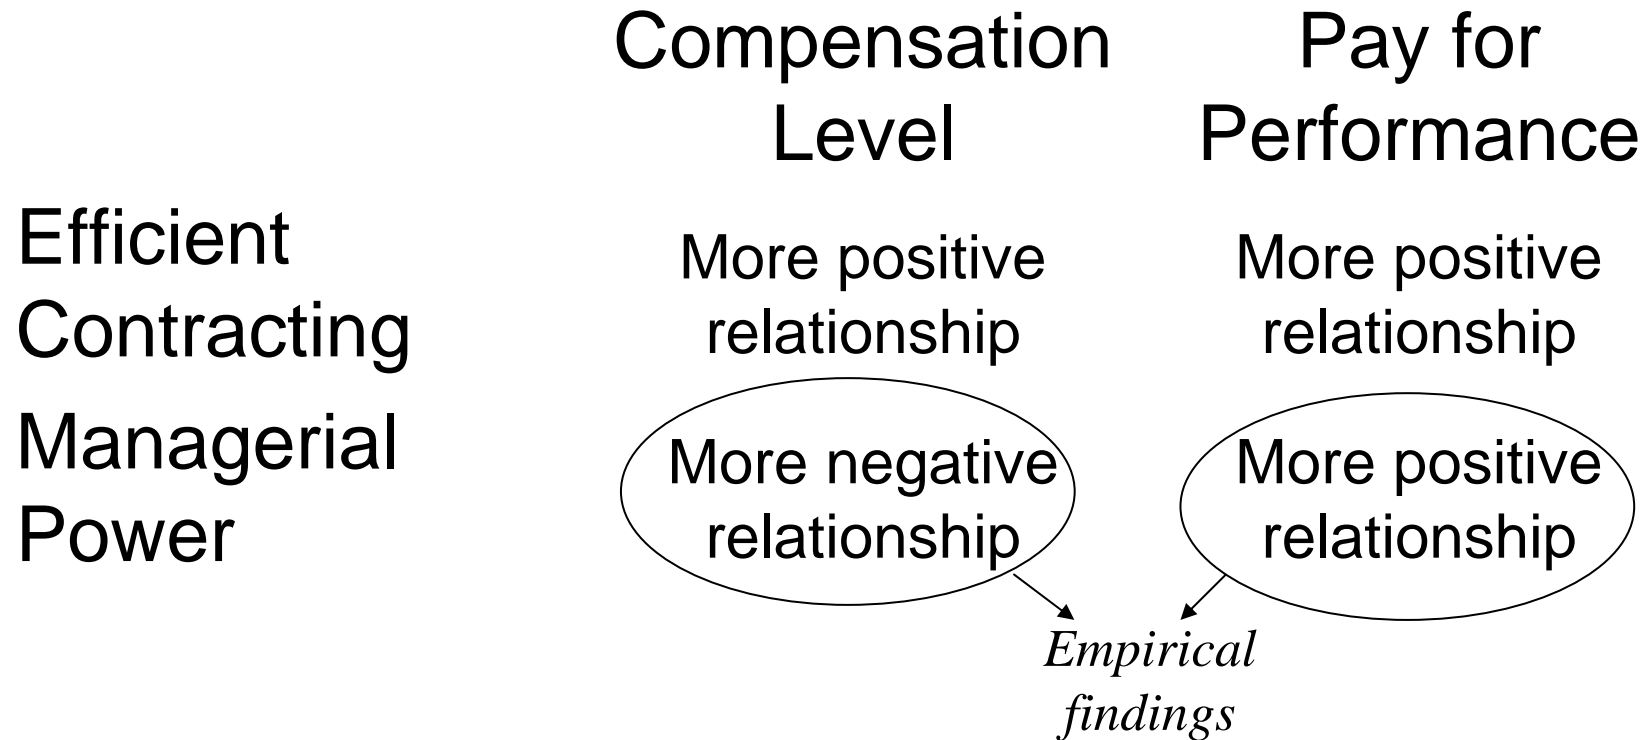 Compensation Pay for
Level Performance
Efficient More positive More positive
Contracting relationship relationship
Managerial More negative More positive
Power relationship relationship
Empirical
findings